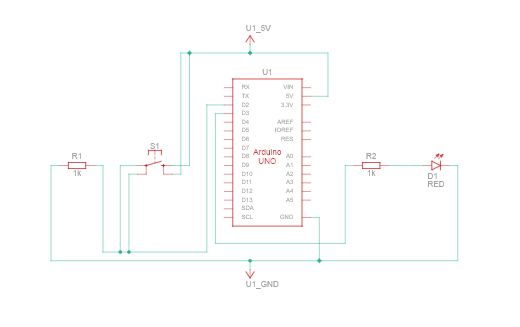 U1_5V
U1
RX VIN
TX 5V
D2 3.3V
D3
D4 AREF
D5 IOREF
D6 RES
D7
D8 A0
D9 A1
D10 A2
D11 A3
D12 A4
D13 A5
SDA
SCL GND
Arduino
UNO
S1
R1
1k
R2
1k
D1
RED
U1_GND